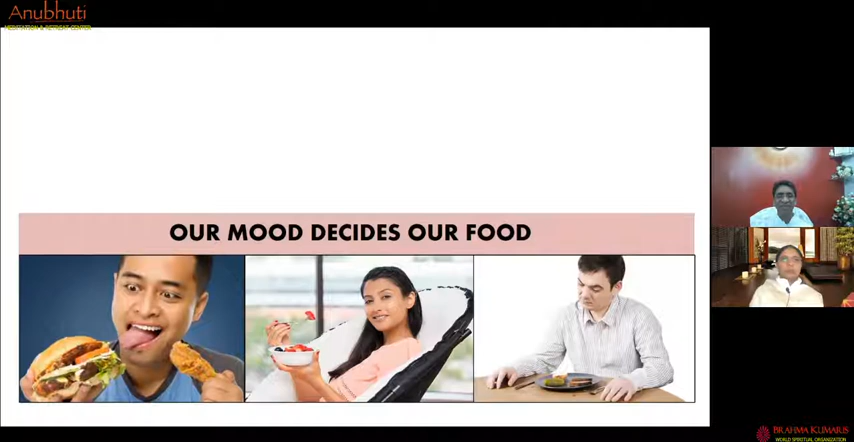 Anubhuti
MEDITATION & RETREAT CENTER
OUR MOOD DECIDES OUR FOOD
BRAHMA KUMARIS
WORLD SPIRITUAL ORGANIZATION